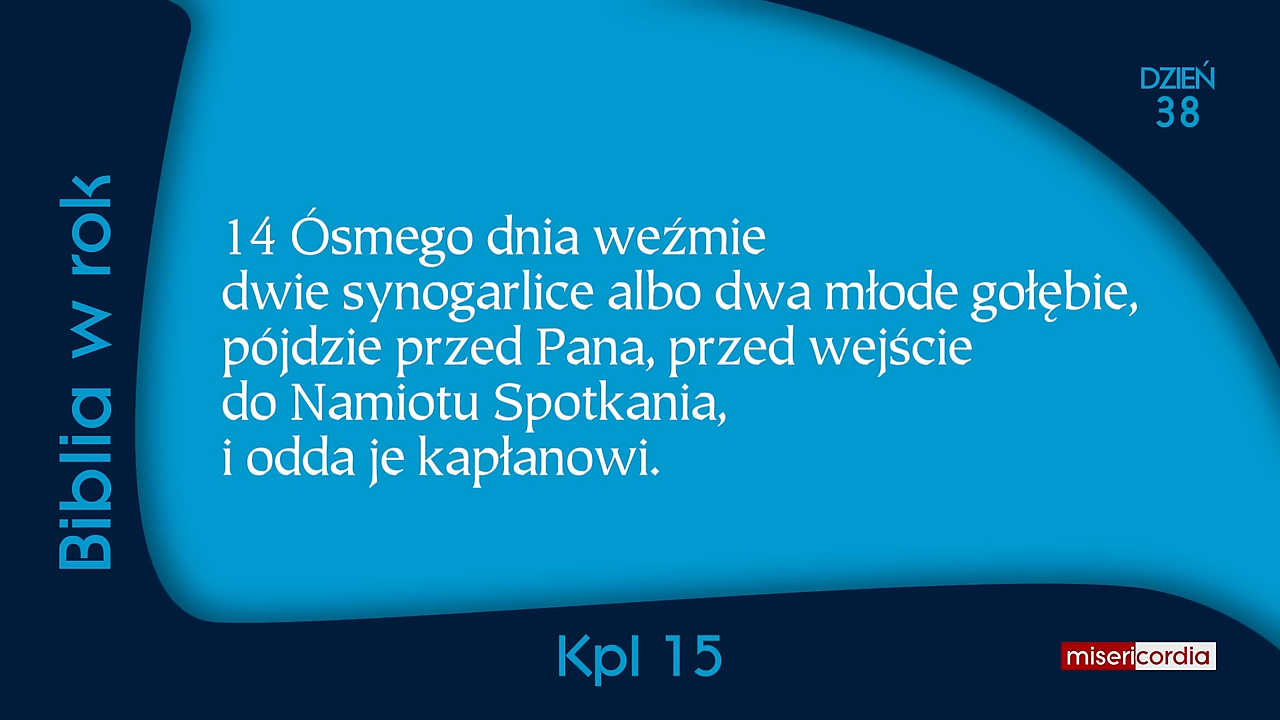 DZIEŃ
38
Biblia w rok
14 Ósmego dnia weźmie
dwie synogarlice albo dwa młode gołębie,
pójdzie przed Pana, przed wejście
do Namiotu Spotkania,
i odda je kapłanowi.
Kpl 15
misericordia